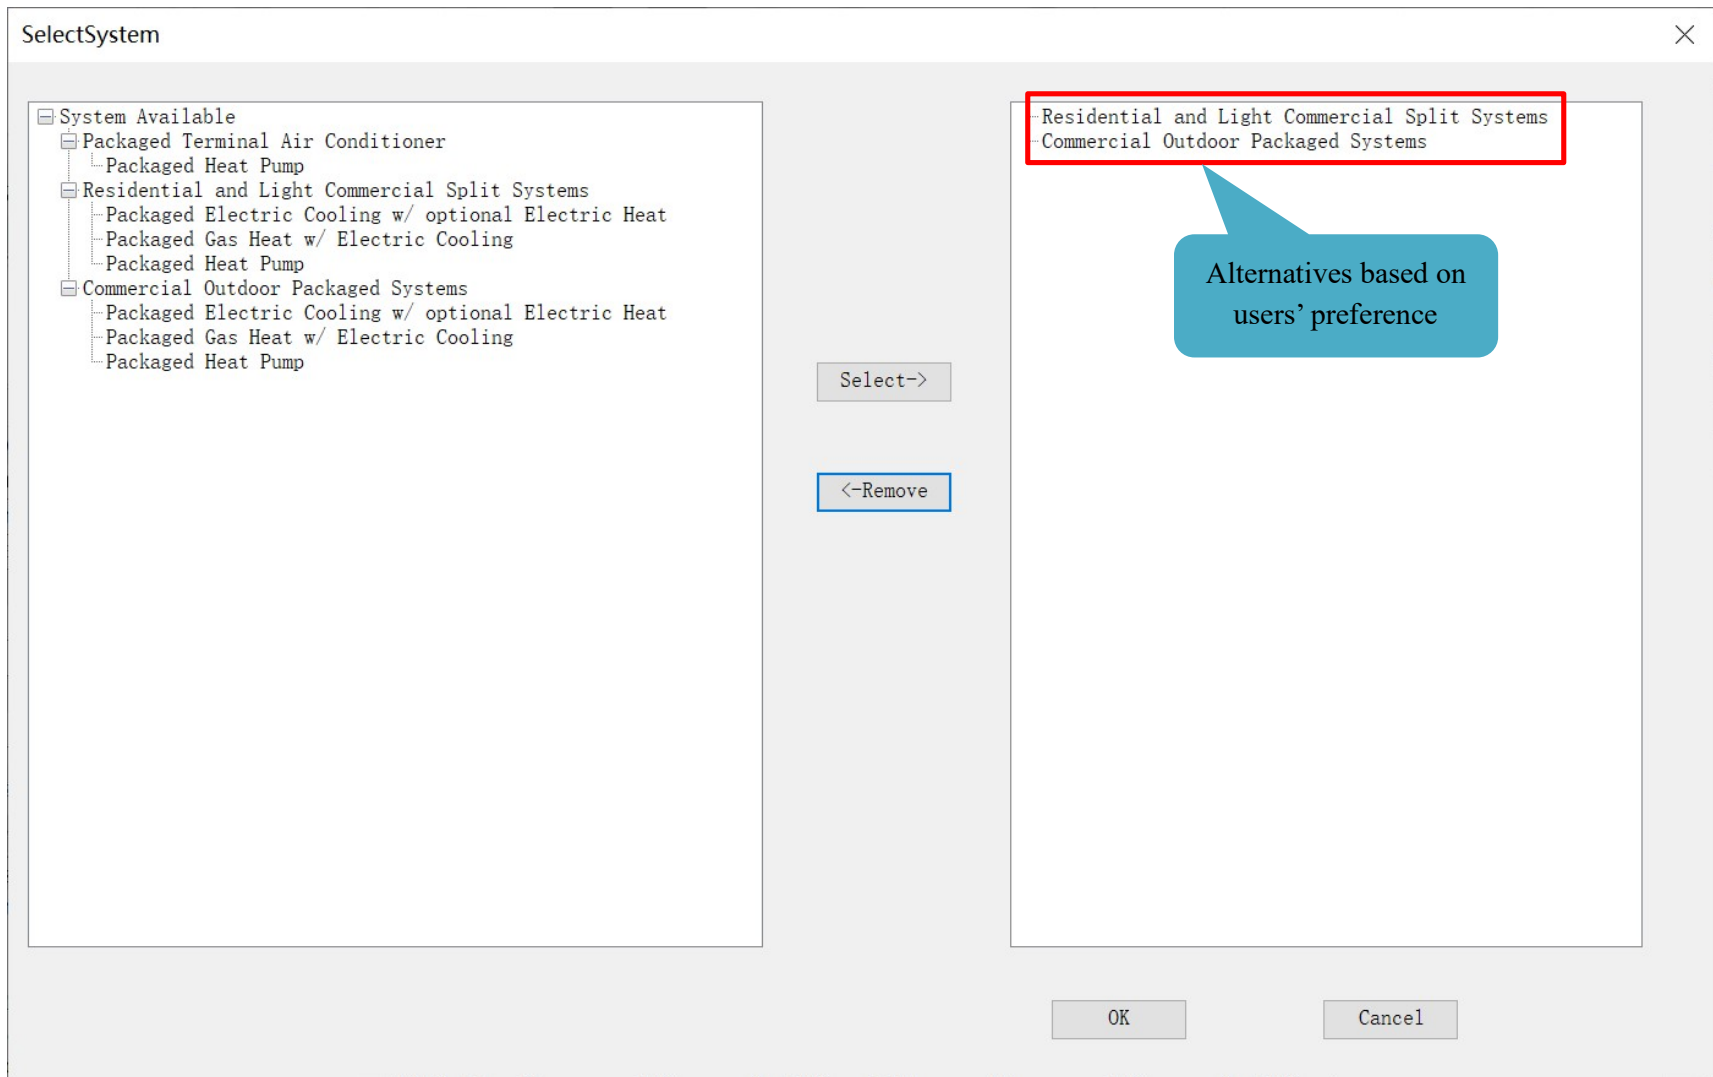 SelectSystem
System Available
Packaged Terminal Air Conditioner
Packaged Heat Pump
Residential and Light Commercial Split Systems
Packaged Electric Cooling w/ optional Electric Heat
Packaged Gas Heat w/ Electric Cooling
Packaged Heat Pump
Commercial Outdoor Packaged Systems
Packaged Electric Cooling w/ optional Electric Heat
Packaged Gas Heat w/ Electric Cooling
Packaged Heat Pump
Select->
<-Remove
Residential and Light Commercial Split Systems
Commercial Outdoor Packaged Systems
Alternatives based on
users’ preference
OK
Cancel